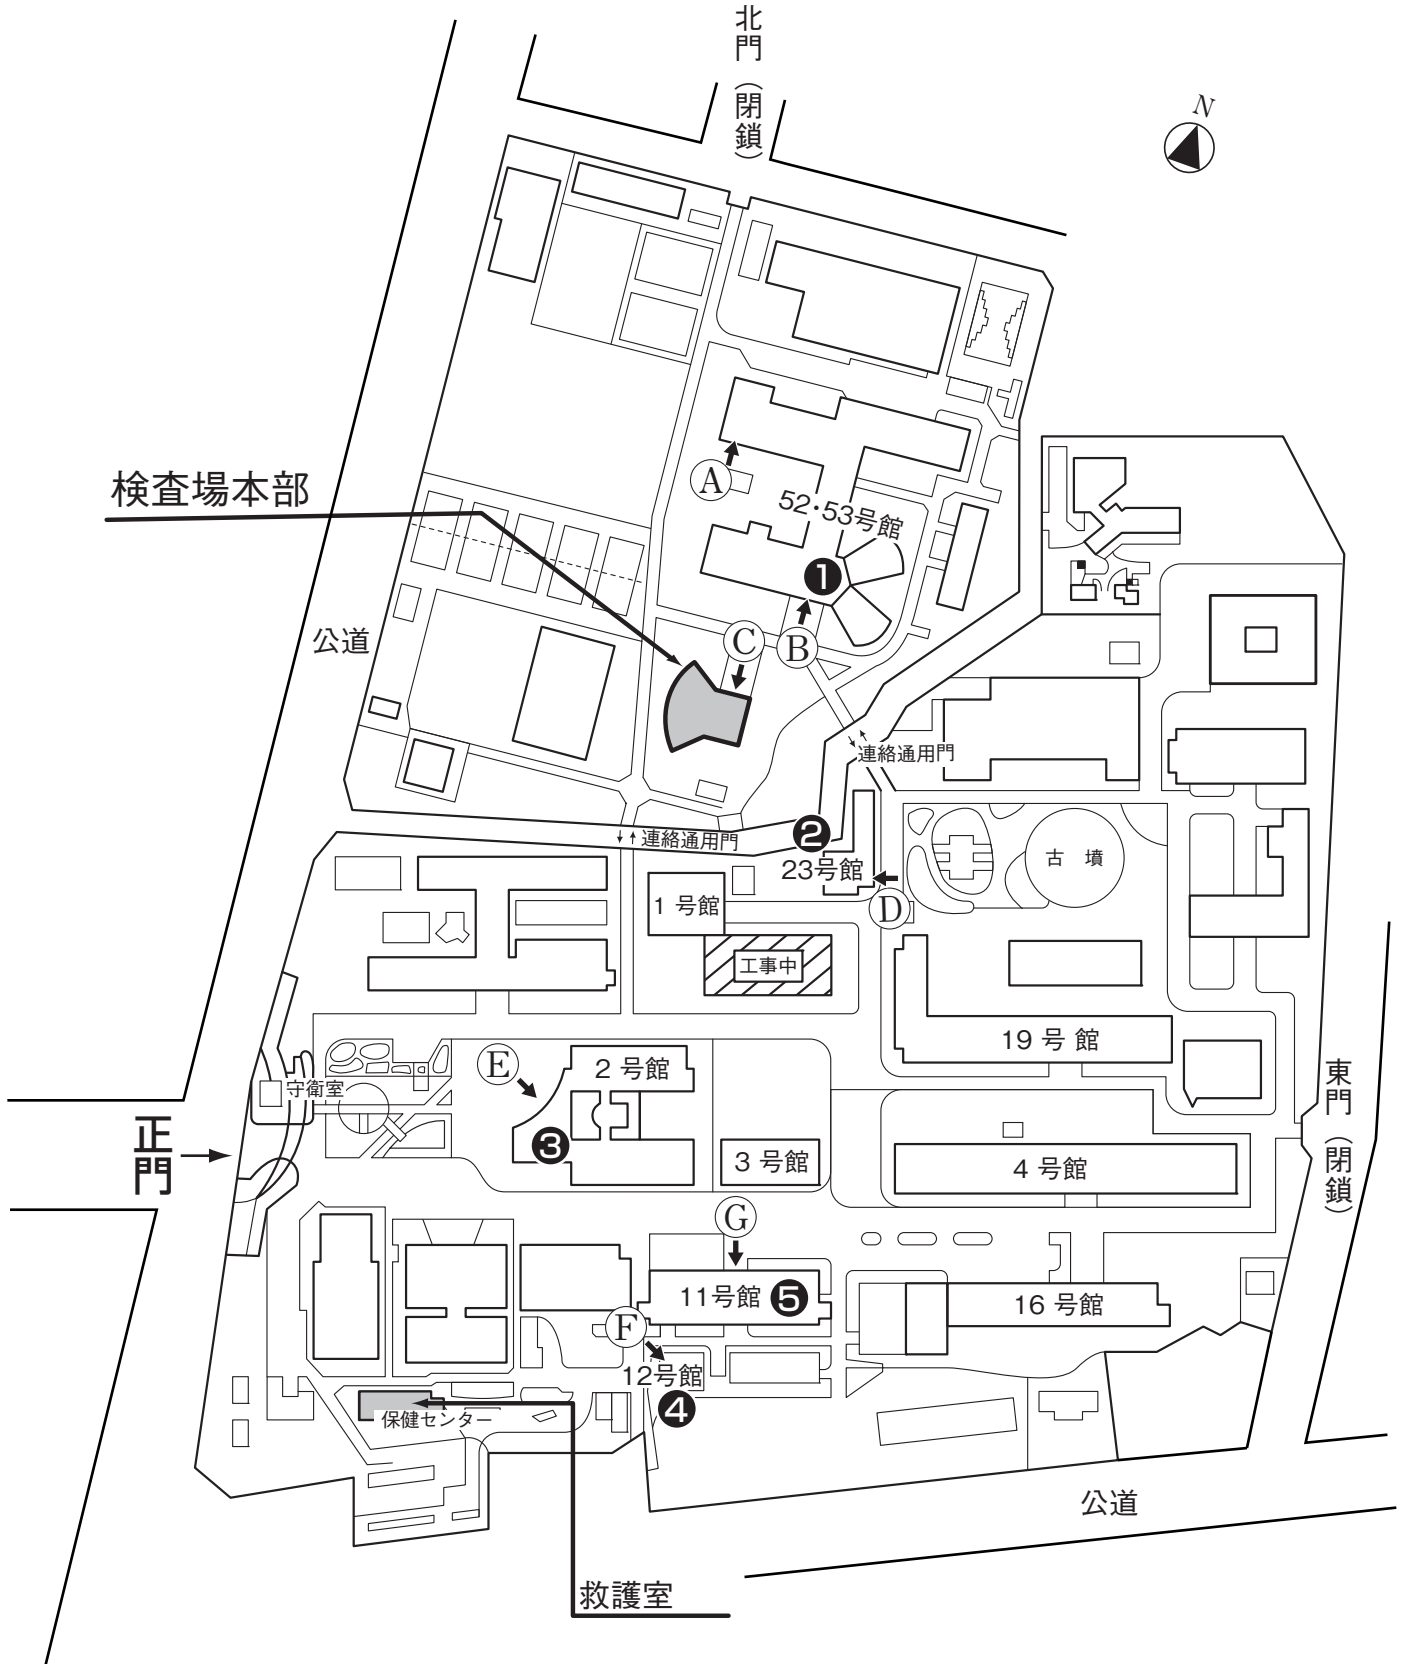 北門（閉鎖）
N
検査場本部
A
52・53号館
❶
公道
C
B
連絡通用門
❷
連絡通用門
23号館
古　墳
1 号館
D
工事中
19号 館
E
2 号館
守衛室
東門（閉鎖）
正門
❸
3 号館
4 号館
G
11号館 ❺
16 号館
F
12号館
❹
保健センター
公道
救護室